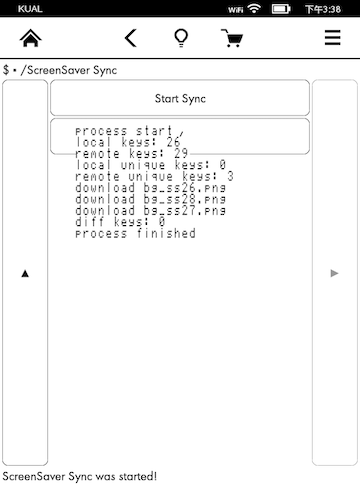 KUAL WiFi 下午3:38
$ • /ScreenSaver Sync
Start Sync
process start,
local keys: 26
remote keys: 29
local unique keys: 0
remote unique keys: 3
download bg_ss26.png
download bg_ss28.png
download bg_ss27.png
diff keys: 0
process finished
ScreenSaver Sync was started!